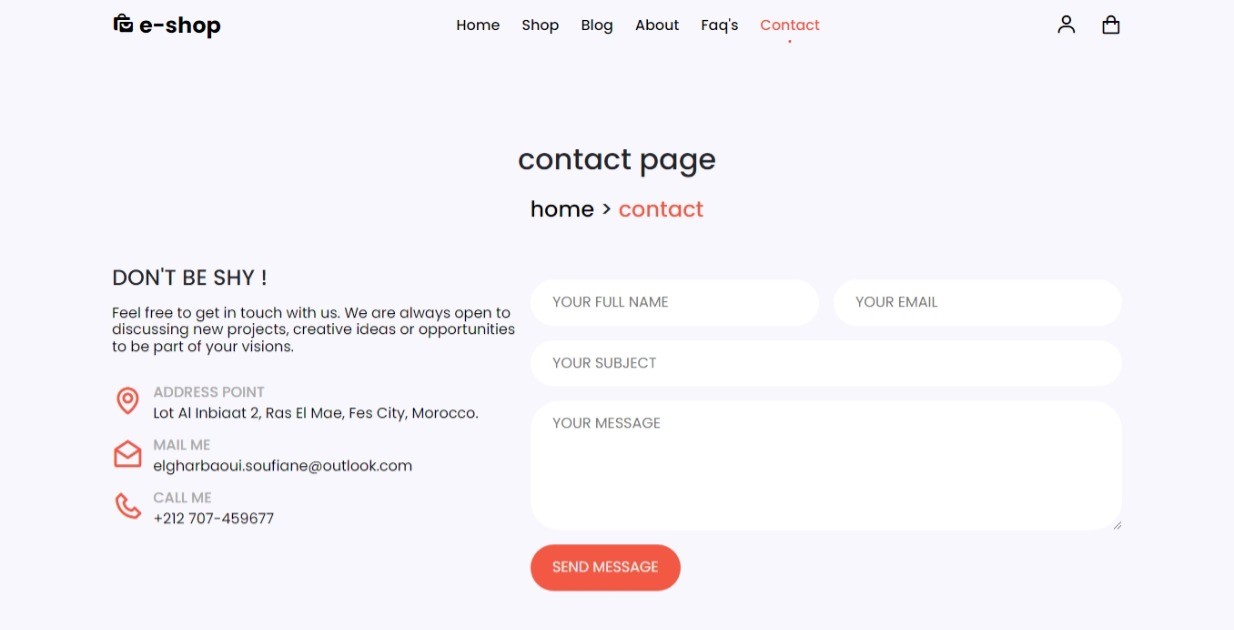 e-shop
Home Shop Blog About Faq's Contact
contact page
home > contact
DON'T BE SHY !
Feel free to get in touch with us. We are always open to
discussing new projects, creative ideas or opportunities
to be part of your visions.
ADDRESS POINT
Lot Al Inbiaat 2, Ras El Mae, Fes City, Morocco.
MAIL ME
elgharbaoui.soufiane@outlook.com
CALL ME
+212 707-459677
YOUR FULL NAME
YOUR EMAIL
YOUR SUBJECT
YOUR MESSAGE
SEND MESSAGE